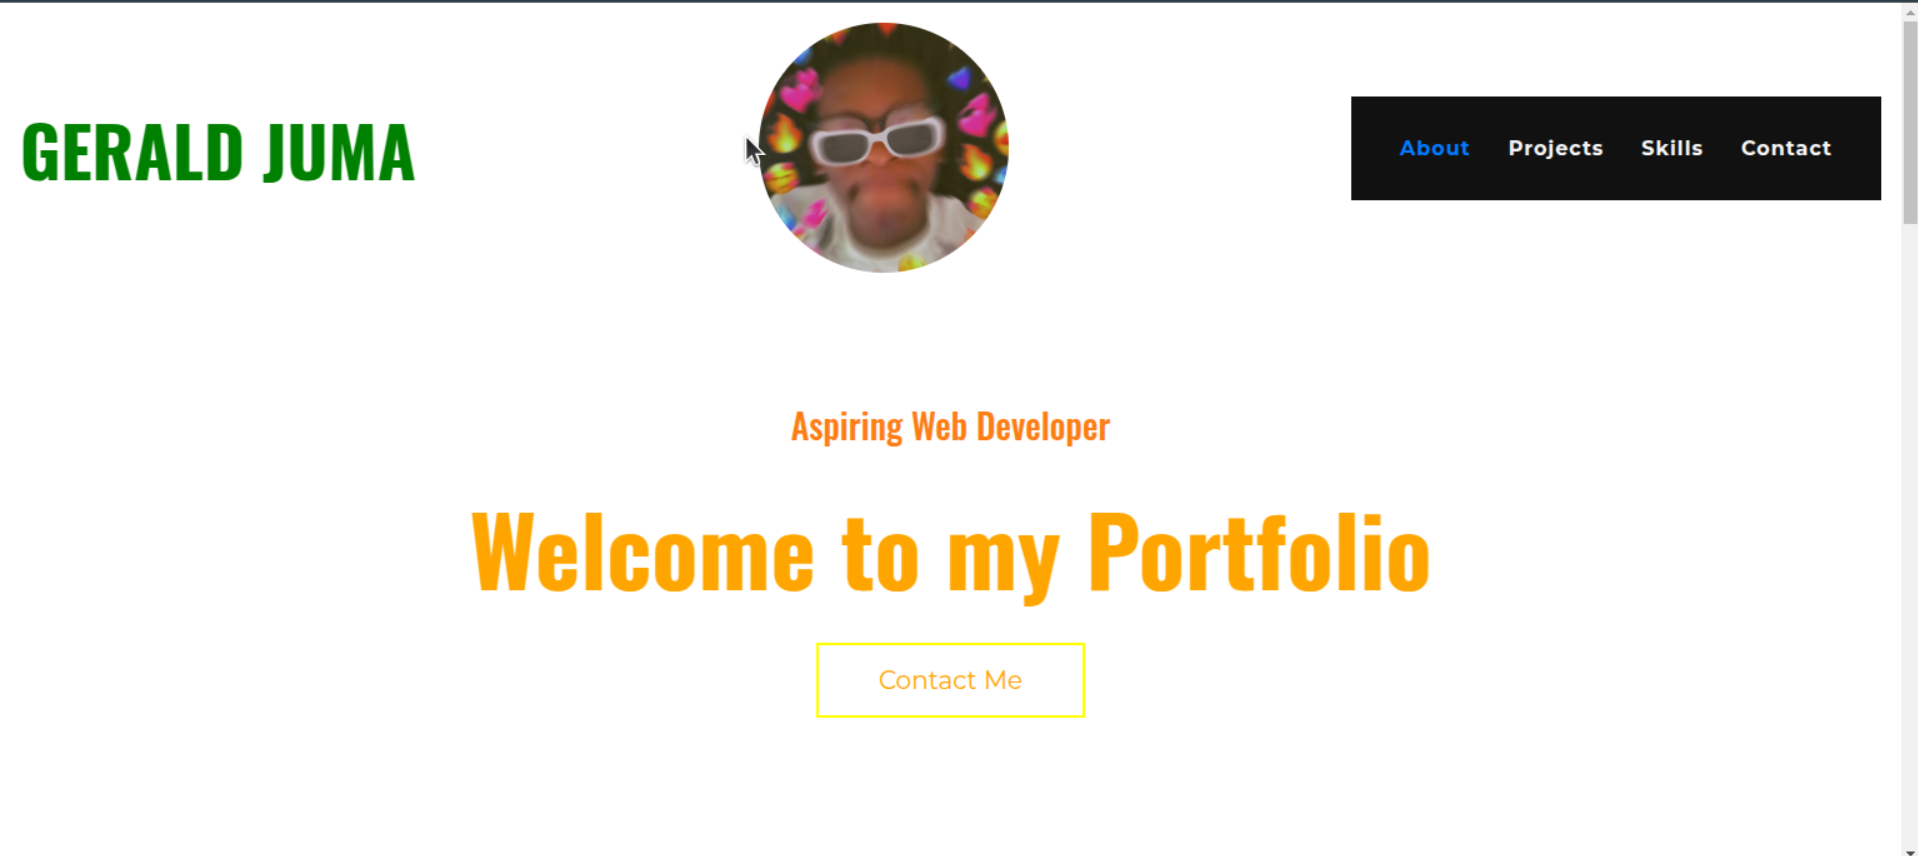 GERALD JUMA
About Projects Skills Contact
Aspiring Web Developer
Welcome to my Portfolio
Contact Me